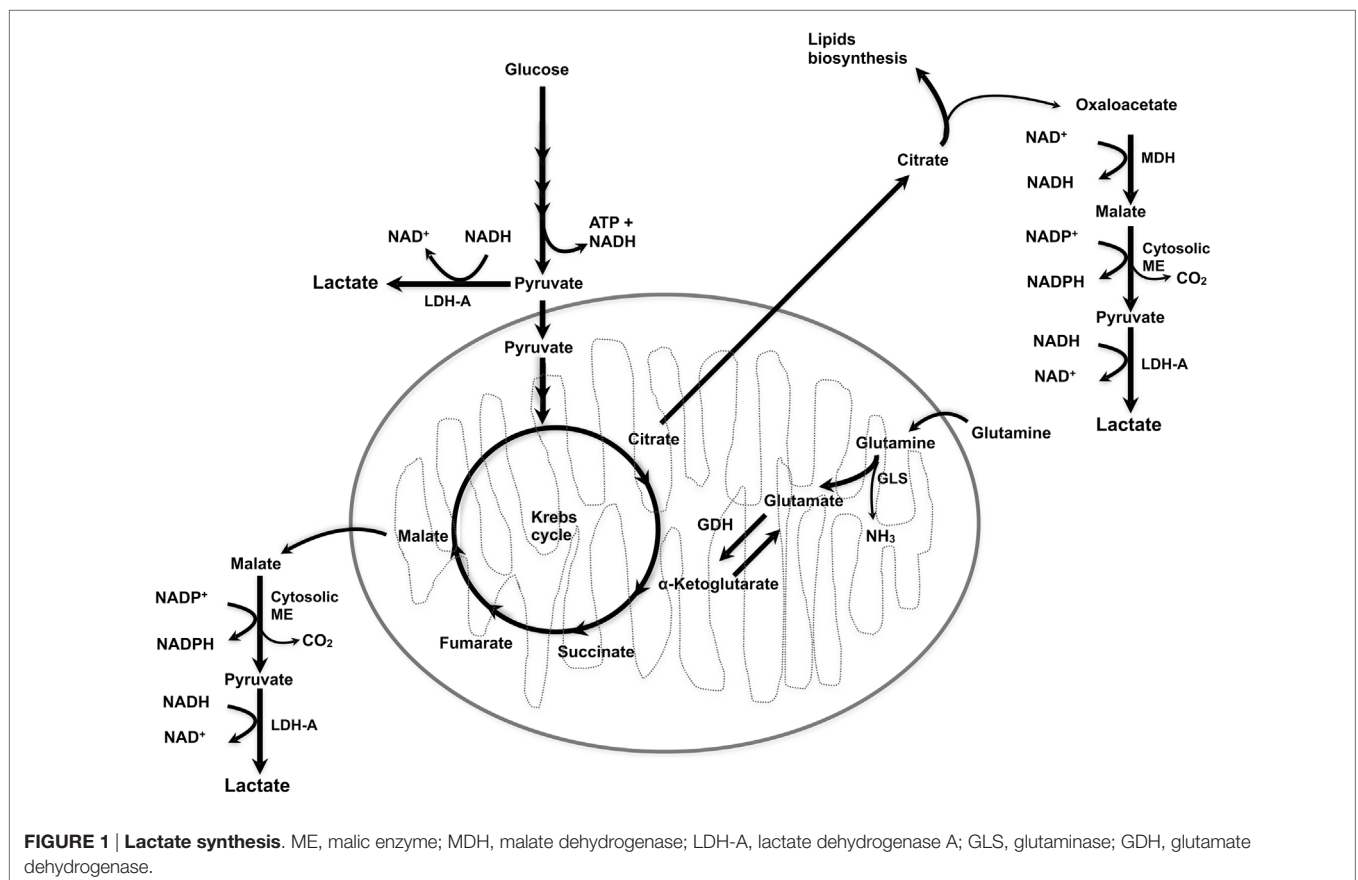 Lipids
biosynthesis
Glucose
Oxaloacetate
NAD⁺
MDH
NADH
Citrate
Malate
ATP +
NADH
NAD⁺
NADH
NADP⁺
Cytosolic
ME
CO₂
NADPH
Lactate
LDH-A
Pyruvate
Pyruvate
NADH
LDH-A
NAD⁺
Lactate
Pyruvate
Citrate
Glutamine
Glutamine
GLS
Glutamate
NH₃
GDH
α-Ketoglutarate
Krebs
cycle
Malate
Fumarate
Succinate
Malate
NADP⁺
Cytosolic
ME
CO₂
NADPH
Pyruvate
NADH
LDH-A
NAD⁺
Lactate
FIGURE 1 | Lactate synthesis. ME, malic enzyme; MDH, malate dehydrogenase; LDH-A, lactate dehydrogenase A; GLS, glutaminase; GDH, glutamate
dehydrogenase.